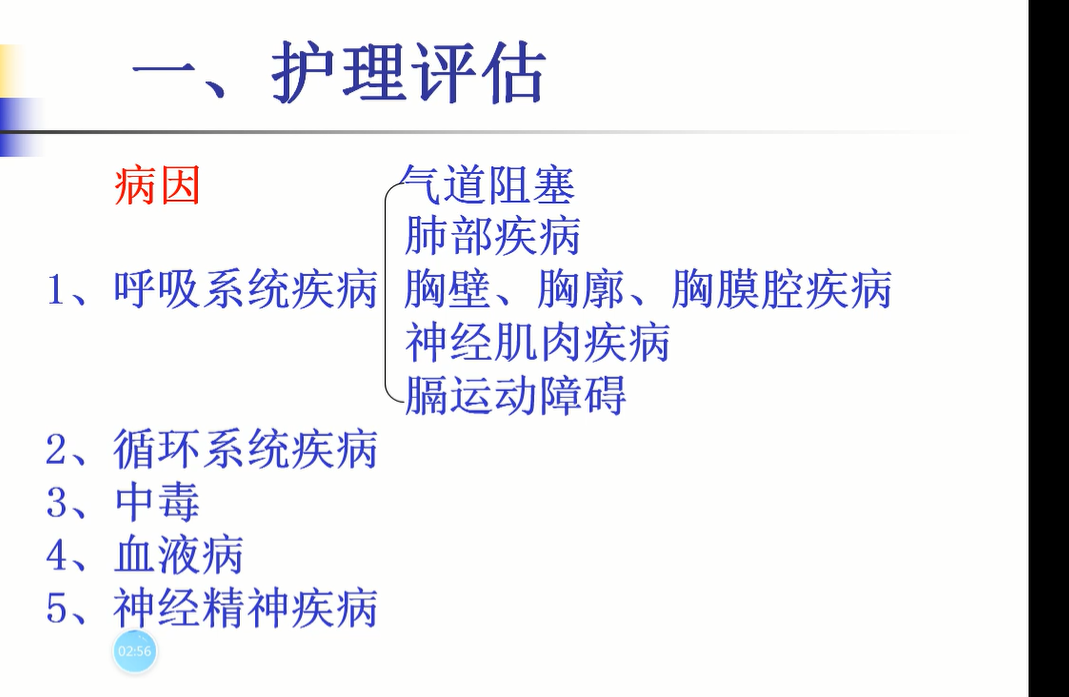 一、护理评估
病因
气道阻塞
肺部疾病
1、呼吸系统疾病 胸壁、胸廓、胸膜腔疾病
神经肌肉疾病
膈运动障碍
2、循环系统疾病
3、中毒
4、血液病
5、神经精神疾病
02:56